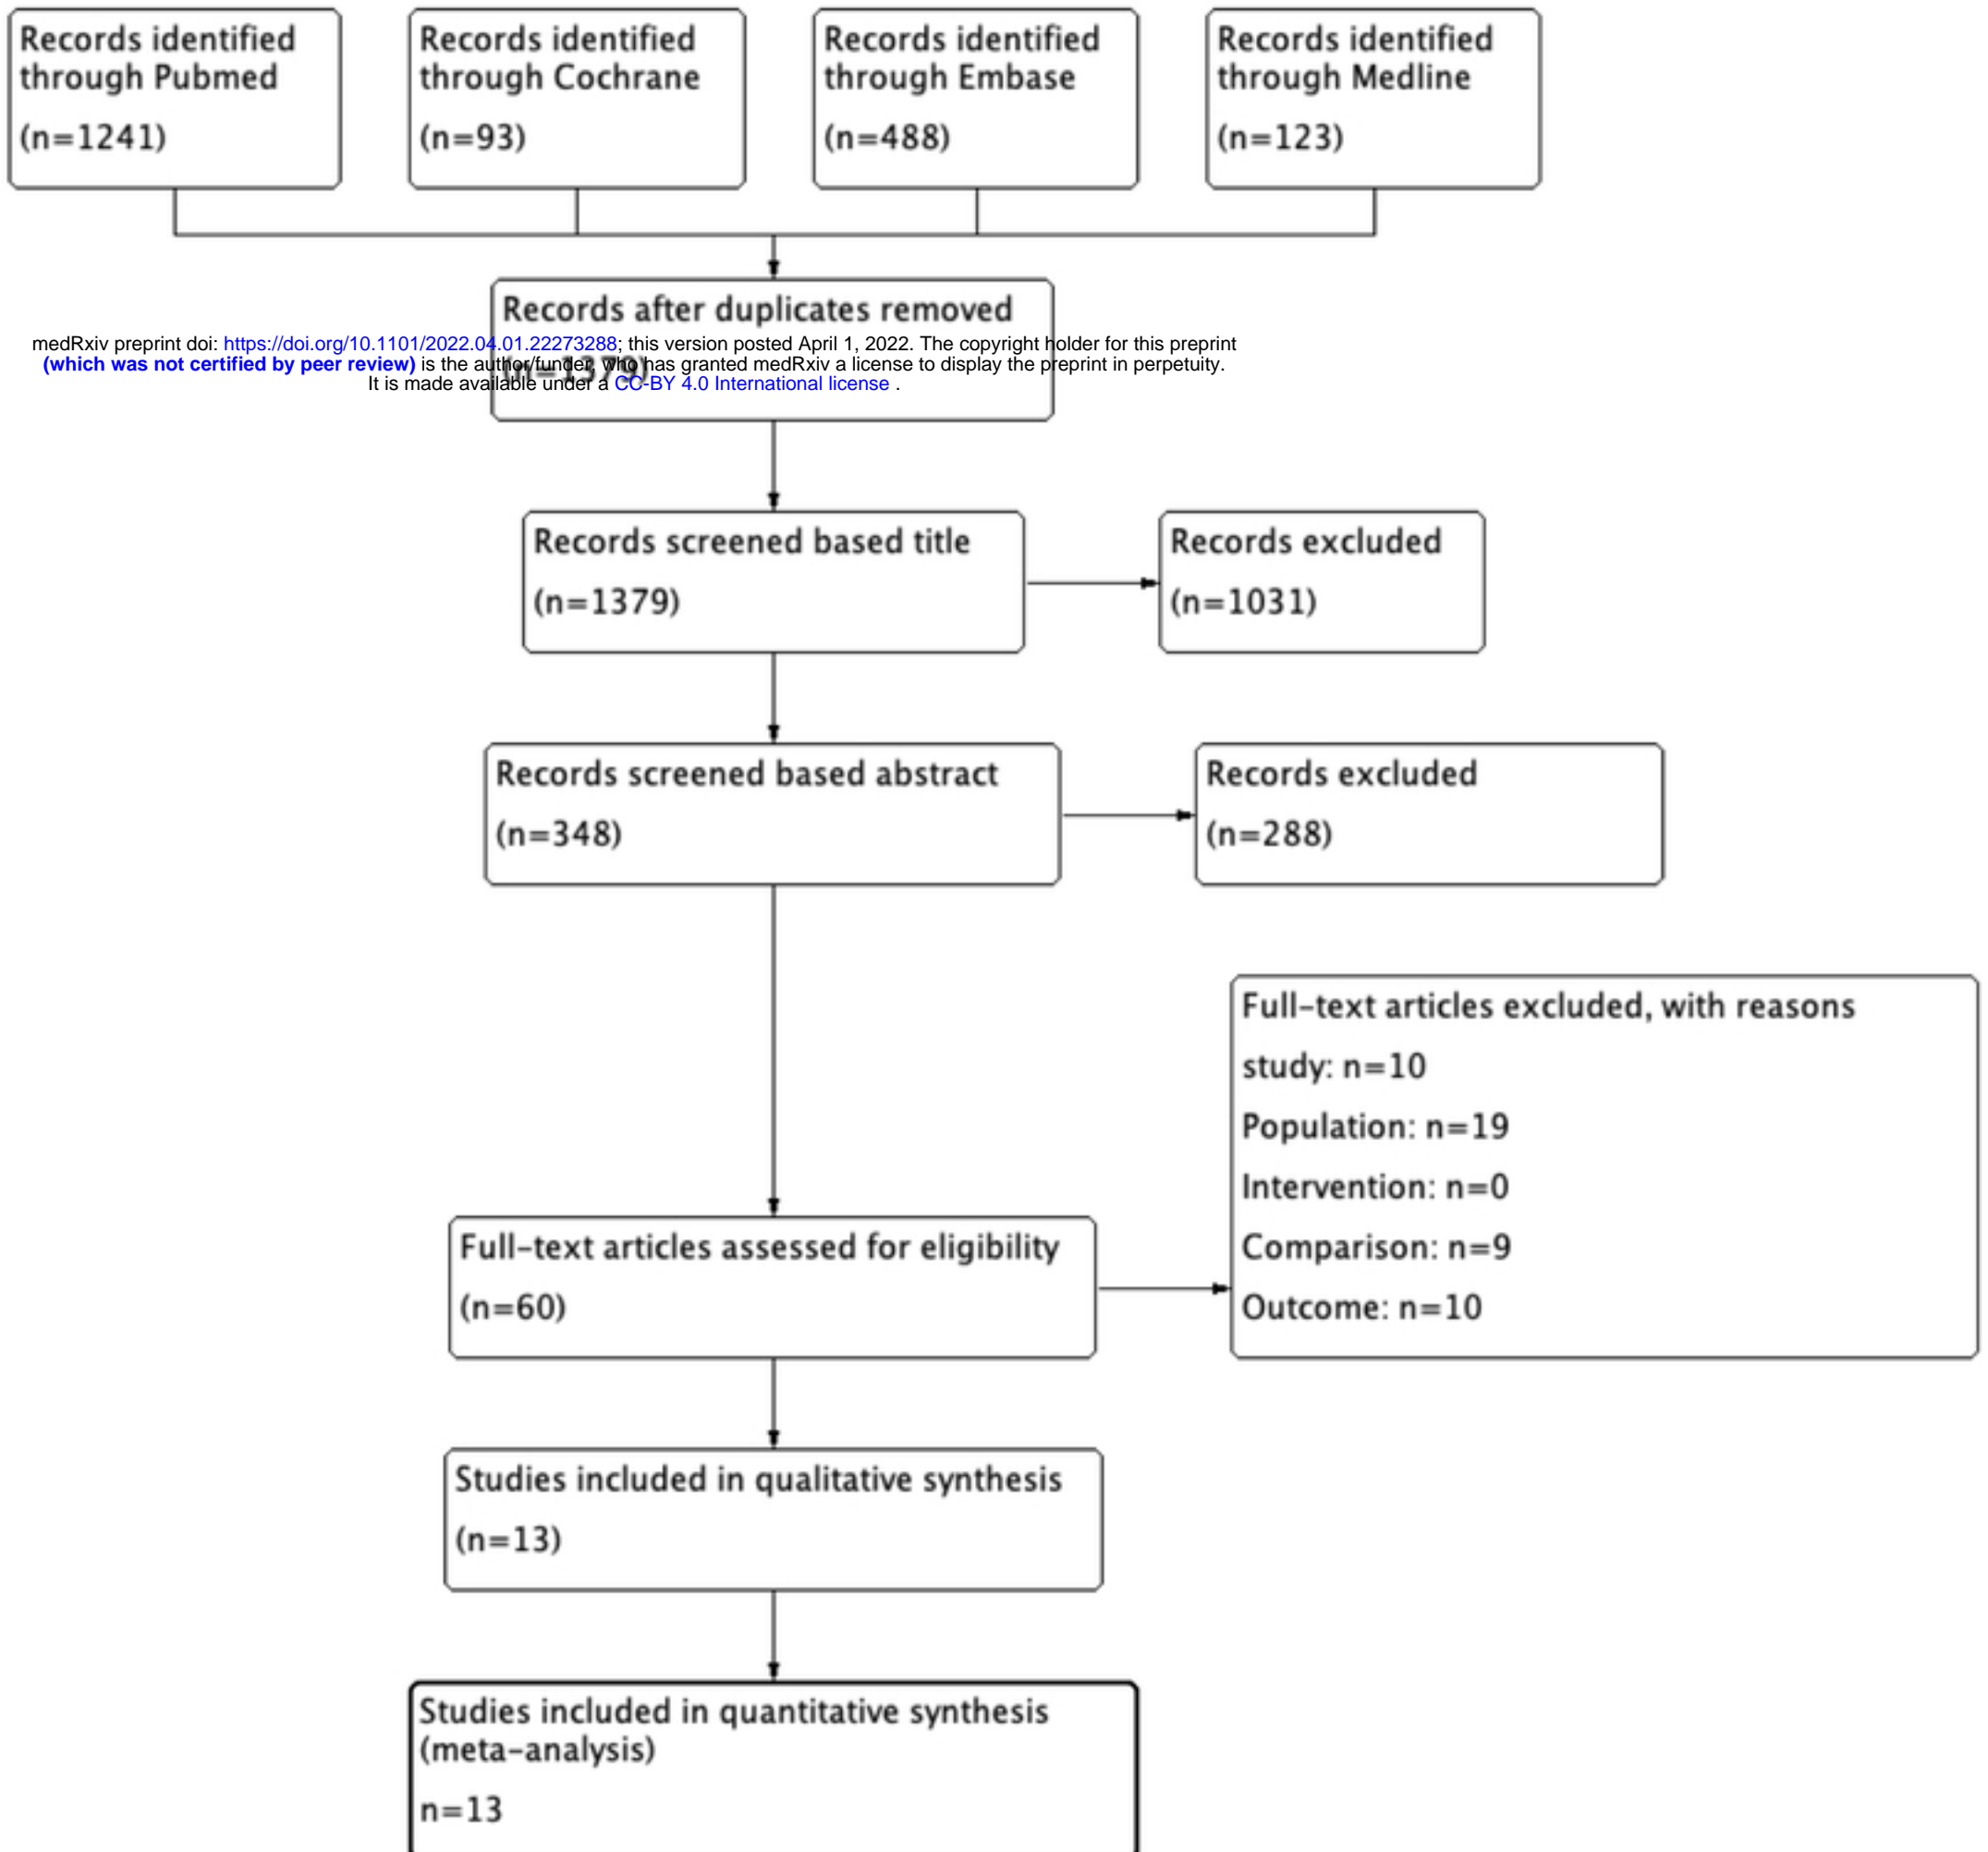 Records identified
through Pubmed
(n=1241)
Records identified
through Cochrane
(n=93)
Records identified
through Embase
(n=488)
Records identified
through Medline
(n=123)
Records after duplicates removed
(n=1379)
medRxiv preprint doi: https://doi.org/10.1101/2022.04.01.22273288; this version posted April 1, 2022. The copyright holder for this preprint
(which was not certified by peer review) is the author/funder, who has granted medRxiv a license to display the preprint in perpetuity.
It is made available under a CC-BY 4.0 International license .
Records screened based title
(n=1379)
Records excluded
(n=1031)
Records screened based abstract
(n=348)
Records excluded
(n=288)
Full-text articles excluded, with reasons
study: n=10
Population: n=19
Intervention: n=0
Comparison: n=9
Outcome: n=10
Full-text articles assessed for eligibility
(n=60)
Studies included in qualitative synthesis
(n=13)
Studies included in quantitative synthesis
(meta-analysis)
n=13